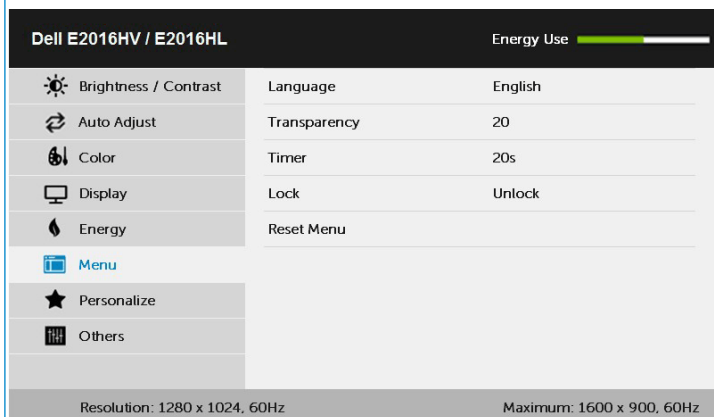 Dell E2016HV / E2016HL Energy Use
Brightness / Contrast Language English
Auto Adjust Transparency 20
Color Timer 20s
Display Lock Unlock
Energy Reset Menu
Menu
Personalize
Others
Resolution: 1280 x 1024, 60Hz Maximum: 1600 x 900, 60Hz